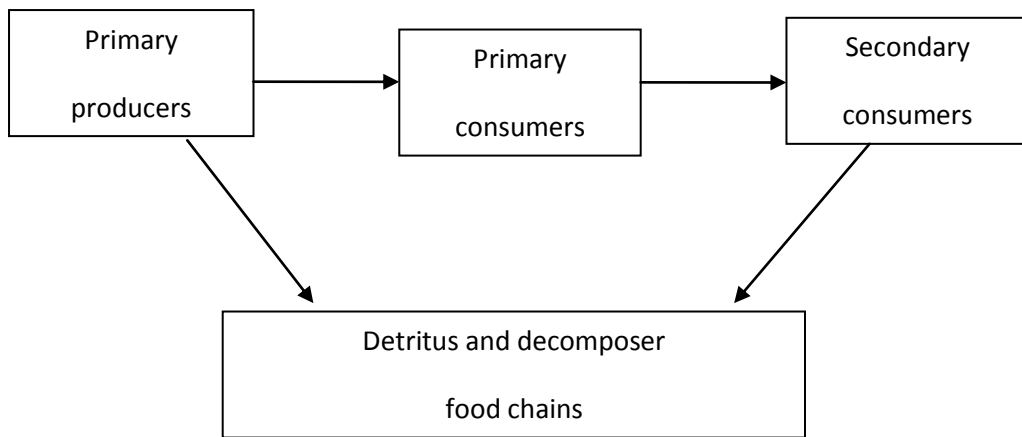 Primary
producers
Primary
consumers
Secondary
consumers
Detritus and decomposer
food chains